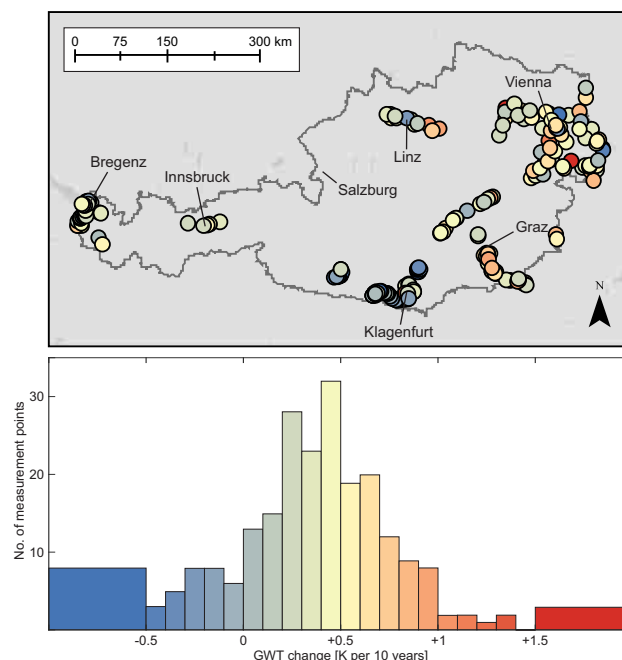 0 75 150 300 km
Vienna
Linz
Bregenz
Innsbruck
Salzburg
Graz
N
Klagenfurt
No. of measurement points
30
20
10
-0.5 0 +0.5 +1 +1.5
GWT change [K per 10 years]